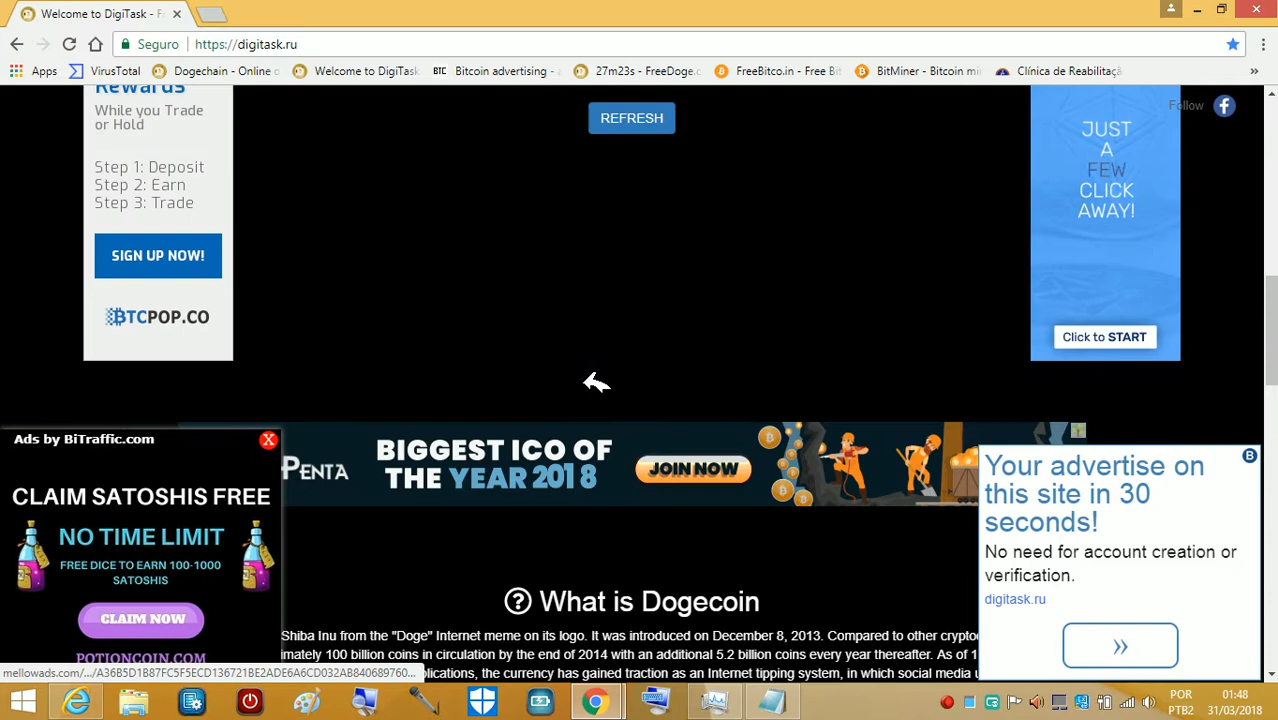 Welcome to DigiTask - F
Seguro
https://digitask.ru
Apps
VirusTotal
Dogechain - Online d
Welcome to DigiTas
BTC Bitcoin advertising - a
27m23s - FreeDoge.c
FreeBitco.in - Free Bi
BitMiner - Bitcoin mi
Clínica de Reabilitaç
»
Rewards
While you Trade
or Hold
Step 1: Deposit
Step 2: Earn
Step 3: Trade
SIGN UP NOW!
BTCPOP.CO
REFRESH
Follow
JUST
A
FEW
CLICK
AWAY!
Click to START
PENTA
BIGGEST ICO OF
THE YEAR 2018
JOIN NOW
Ads by BiTraffic.com
CLAIM SATOSHIS FREE
NO TIME LIMIT
FREE DICE TO EARN 100-1000
SATOSHIS
CLAIM NOW
POTIONCOIN.COM
Your advertise on
this site in 30
seconds!
No need for account creation or
verification.
digitask.ru
»
What is Dogecoin
Shiba Inu from the "Doge" Internet meme on its logo. It was introduced on December 8, 2013. Compared to other crypto
imately 100 billion coins in circulation by the end of 2014 with an additional 5.2 billion coins every year thereafter. As of 1
plications, the currency has gained traction as an Internet tipping system, in which social media u
mellowads.com/.../A36B5D1B87FC5F5ECD136721BE2ADE6A6CD032AB840689760...
POR
PTB2
01:48
31/03/2018